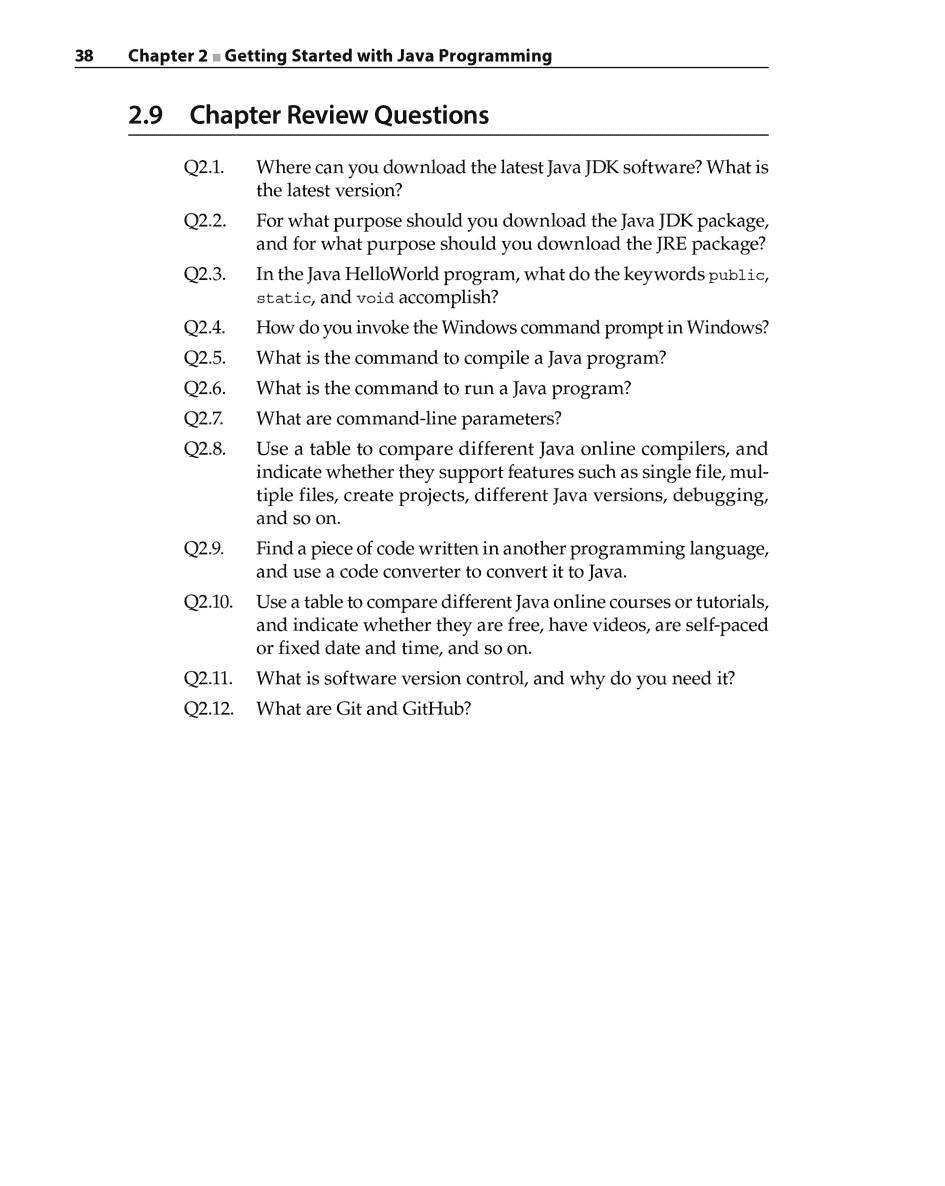 38 Chapter 2 ■ Getting Started with Java Programming
2.9 Chapter Review Questions
Q2.1. Where can you download the latest Java JDK software? What is
the latest version?
Q2.2. For what purpose should you download the Java JDK package,
and for what purpose should you download the JRE package?
Q2.3. In the Java HelloWorld program, what do the keywords public,
static, and void accomplish?
Q2.4. How do you invoke the Windows command prompt in Windows?
Q2.5. What is the command to compile a Java program?
Q2.6. What is the command to run a Java program?
Q2.7. What are command-line parameters?
Q2.8. Use a table to compare different Java online compilers, and
indicate whether they support features such as single file, mul-
tiple files, create projects, different Java versions, debugging,
and so on.
Q2.9. Find a piece of code written in another programming language,
and use a code converter to convert it to Java.
Q2.10. Use a table to compare different Java online courses or tutorials,
and indicate whether they are free, have videos, are self-paced
or fixed date and time, and so on.
Q2.11. What is software version control, and why do you need it?
Q2.12. What are Git and GitHub?